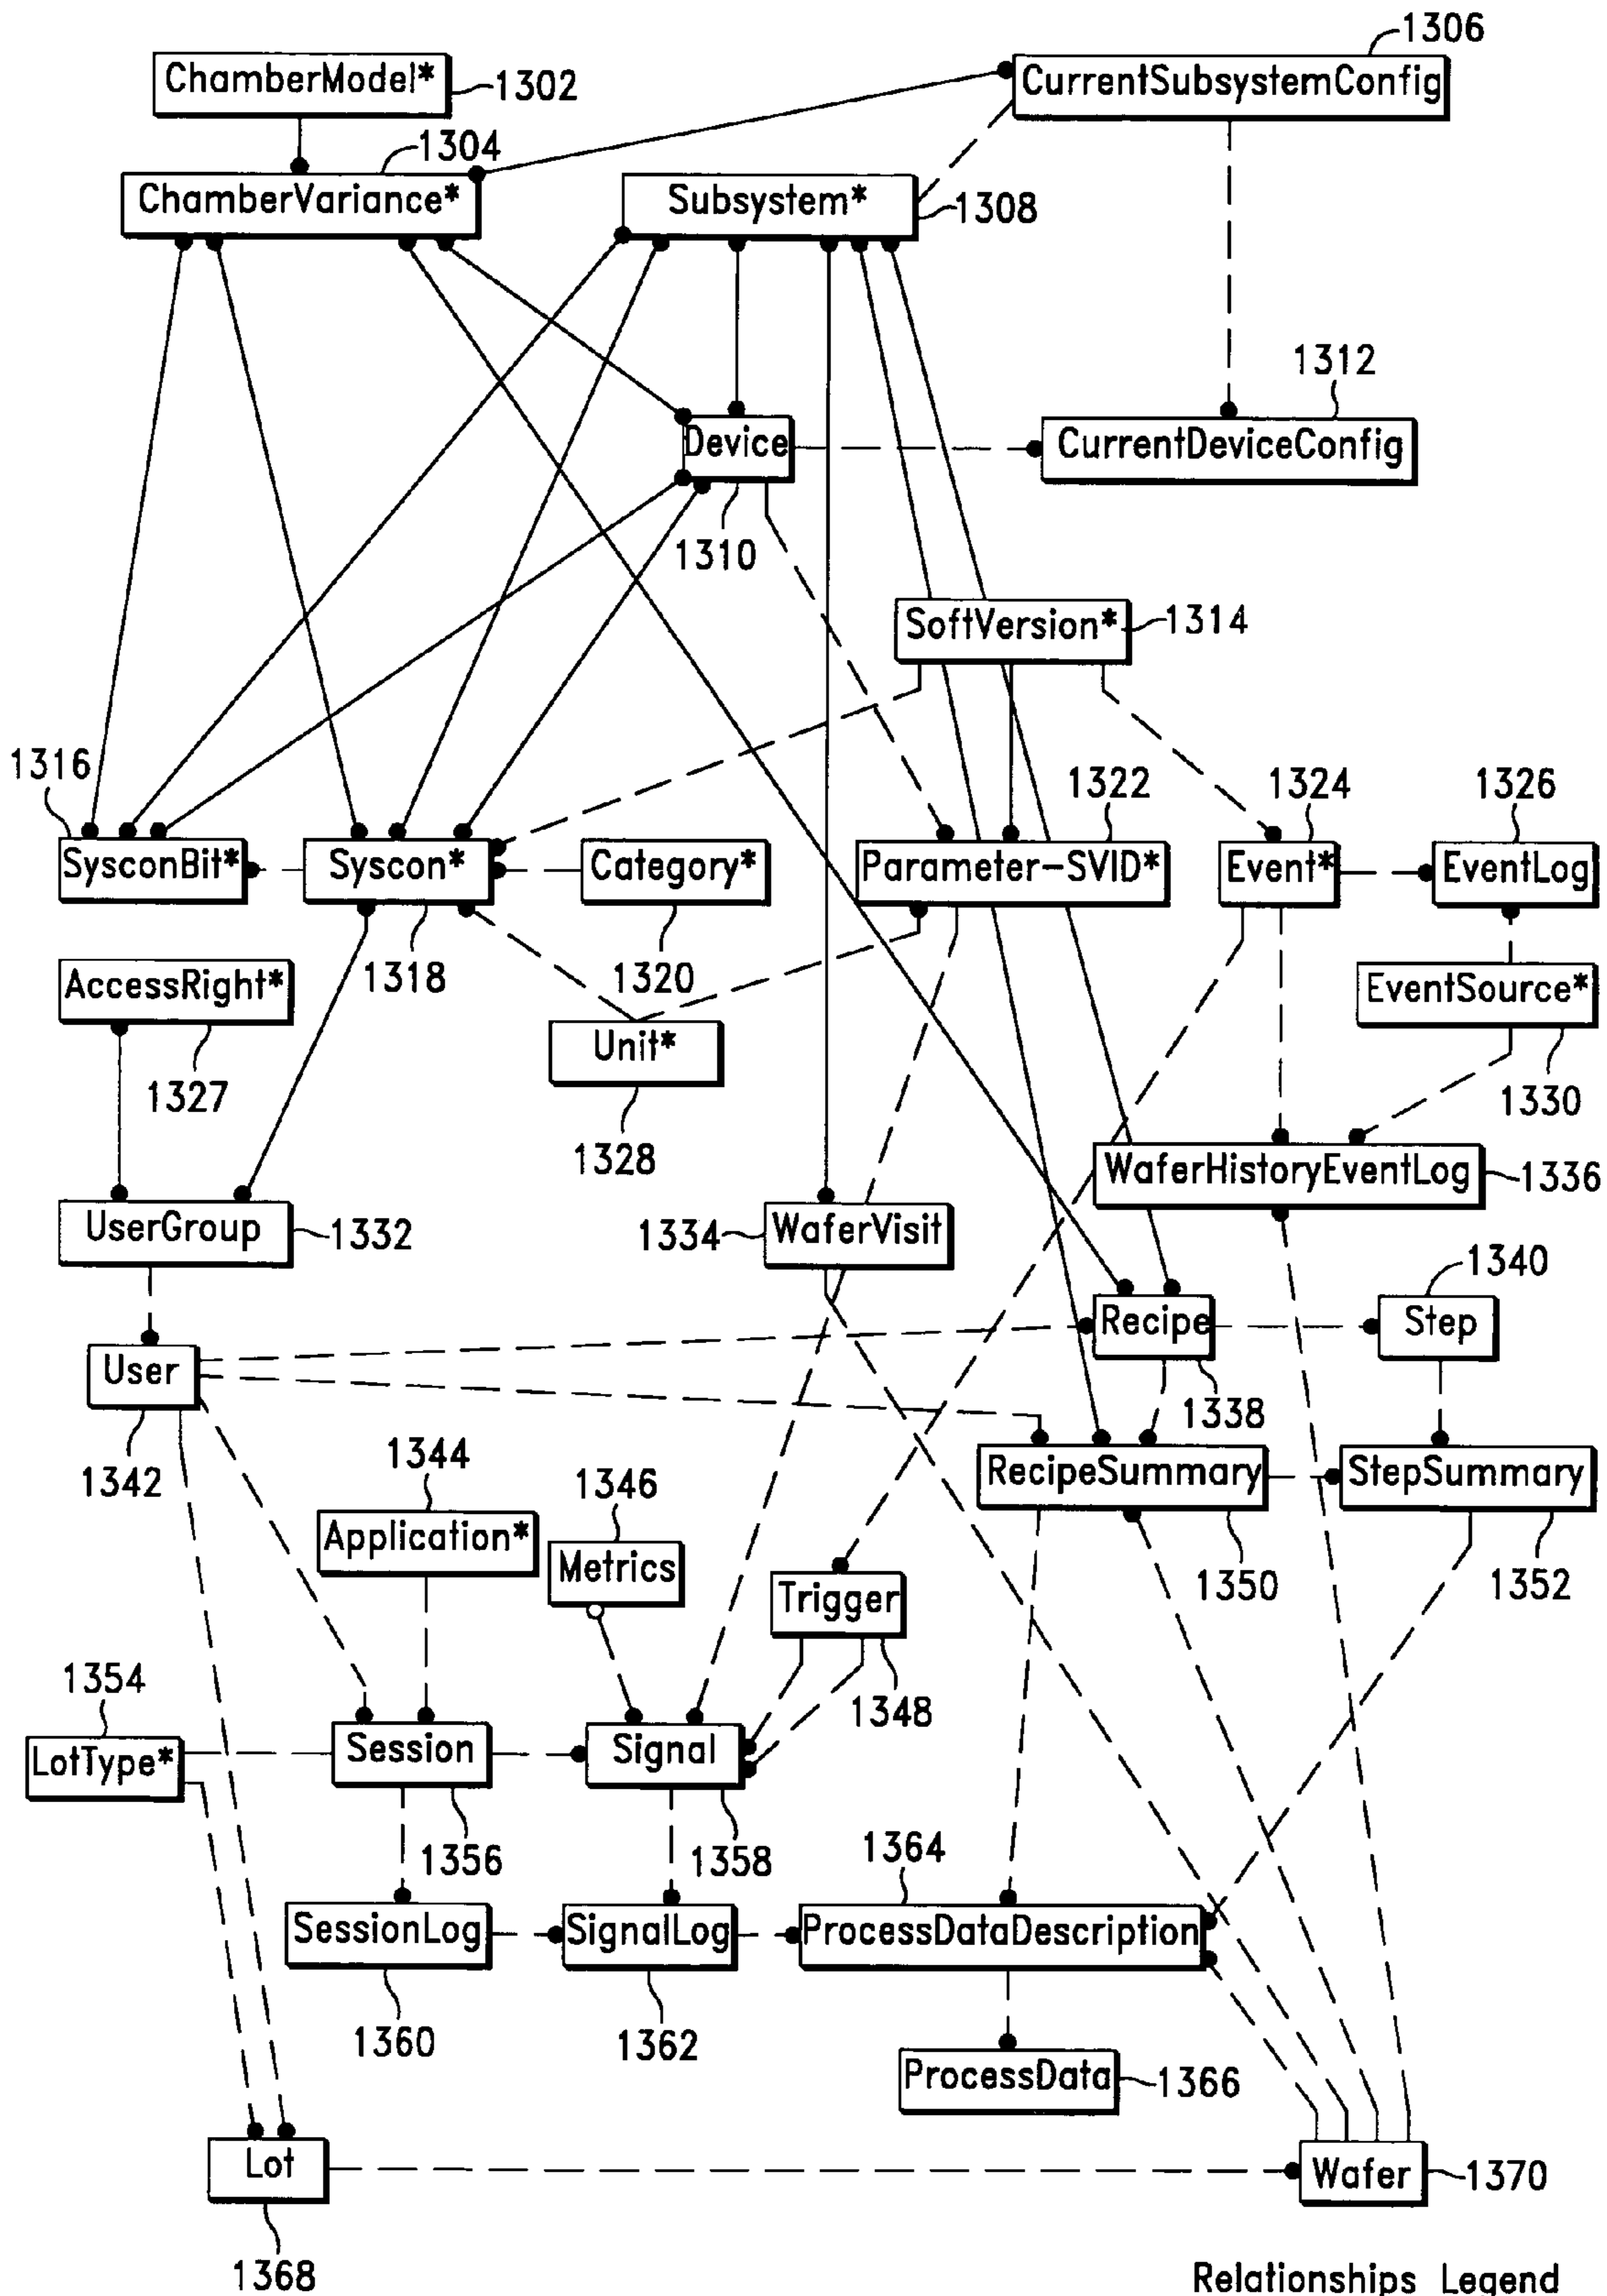 1306
ChamberModel*
1302
CurrentSubsystemConfig
1304
ChamberVariance*
Subsystem*
1308
1312
Device
CurrentDeviceConfig
1310
SoftVersion*
1314
1316
1322
1324
1326
SysconBit*
Syscon*
Category*
Parameter-SVID*
Event*
EventLog
1318
1320
AccessRight*
EventSource*
Unit*
1327
1330
1328
WaferHistoryEventLog
1336
UserGroup
1332
1334
WaferVisit
1340
Recipe
Step
User
1338
1342
1344
1346
RecipeSummary
StepSummary
Application*
Metrics
Trigger
1350
1352
1354
1348
LotType*
Session
Signal
1356
1358
1364
SessionLog
SignalLog
ProcessDataDescription
1360
1362
ProcessData
1366
Lot
Wafer
1370
1368
Relationships Legend